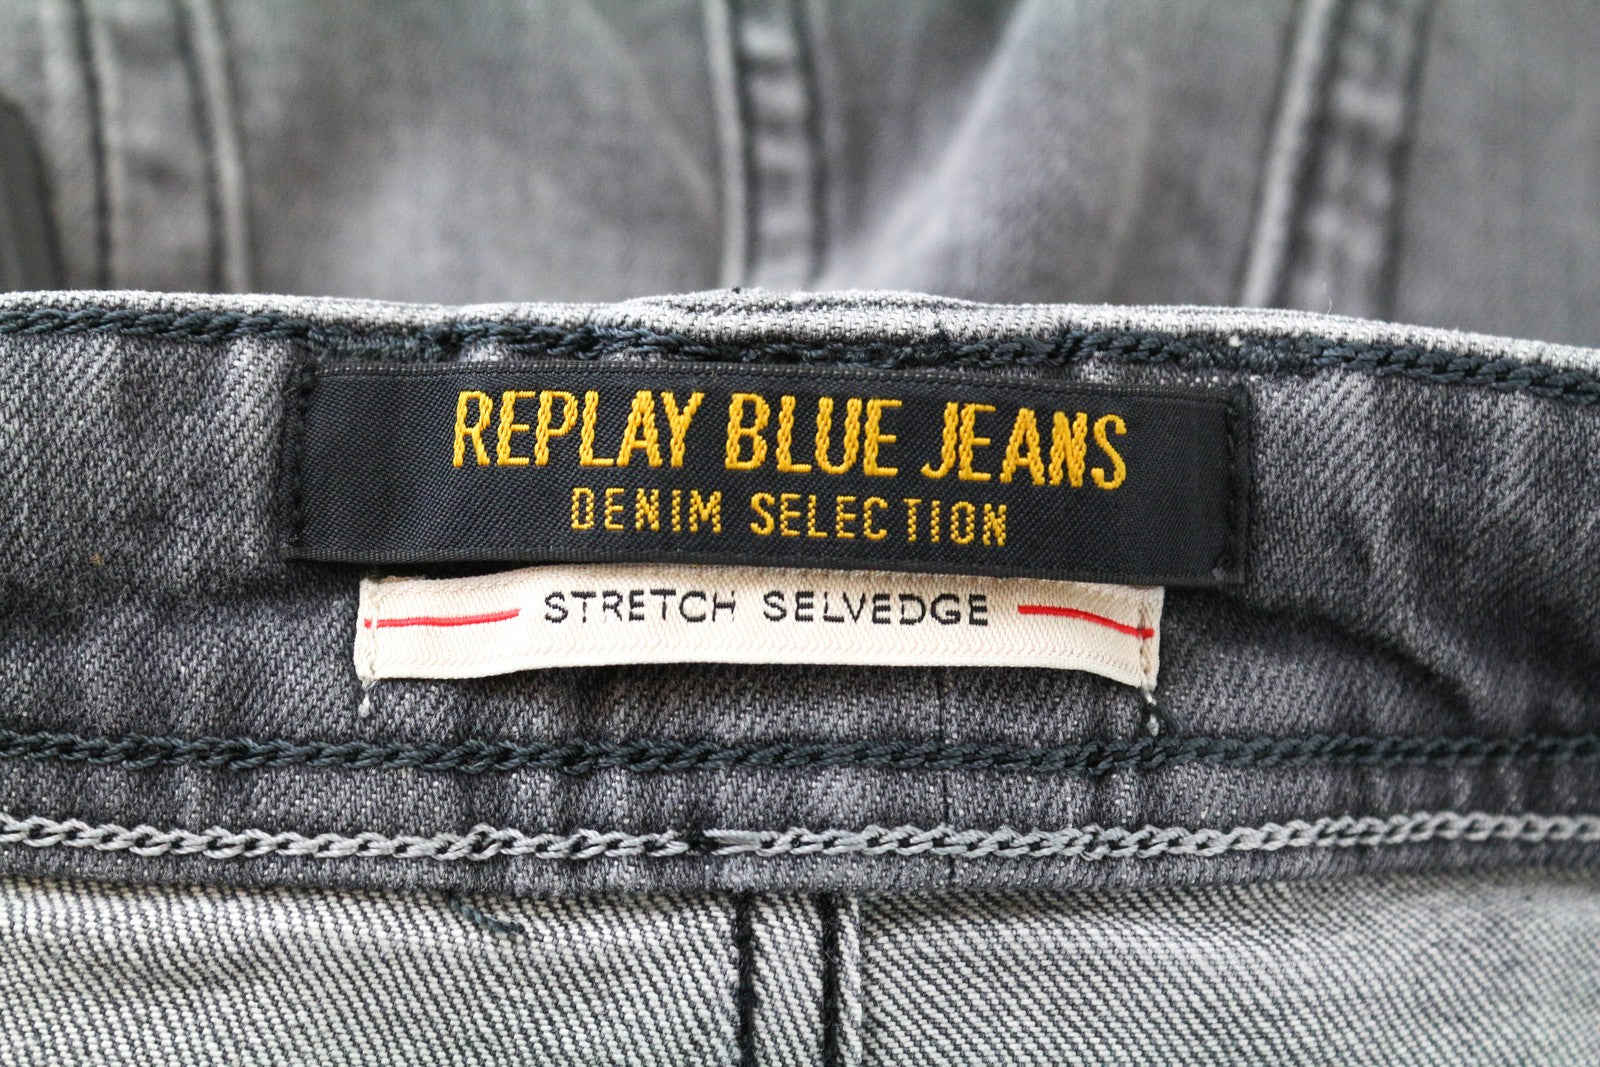 REPLAY BLUE JEANS
DENIM SELECTION
STRETCH SELVEDGE